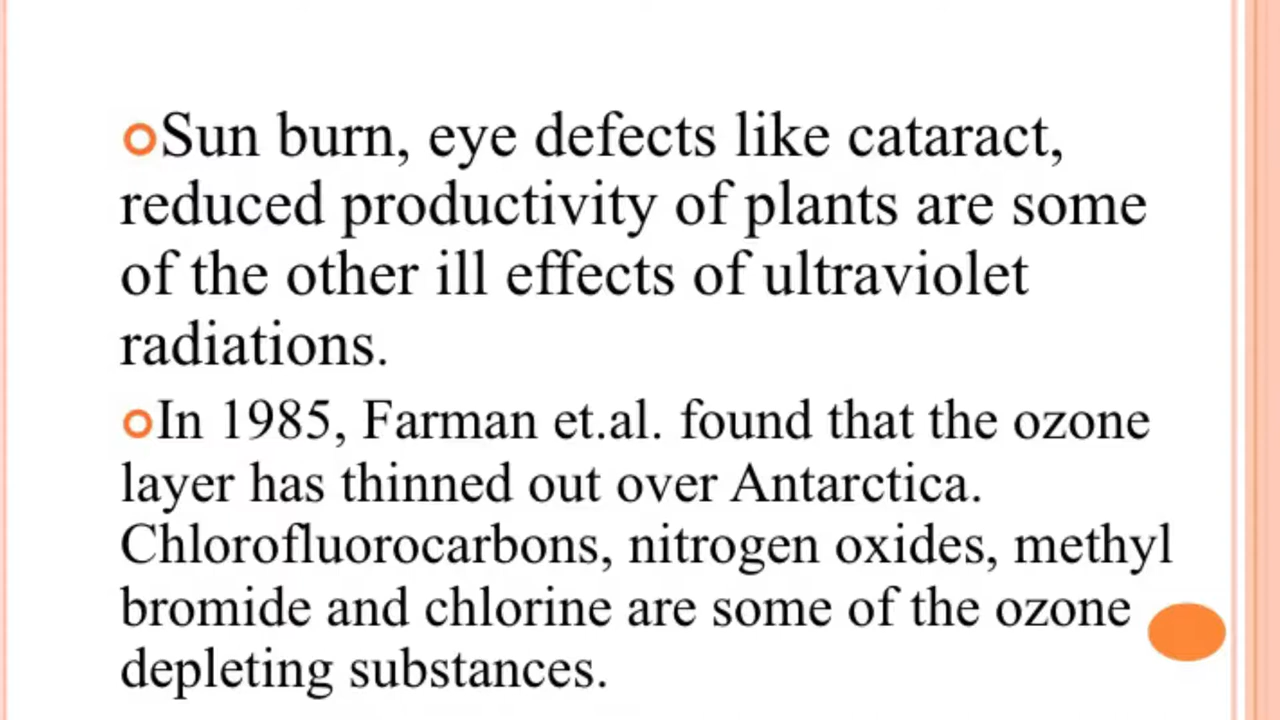 Sun burn, eye defects like cataract,
reduced productivity of plants are some
of the other ill effects of ultraviolet
radiations.
In 1985, Farman et.al. found that the ozone
layer has thinned out over Antarctica.
Chlorofluorocarbons, nitrogen oxides, methyl
bromide and chlorine are some of the ozone
depleting substances.